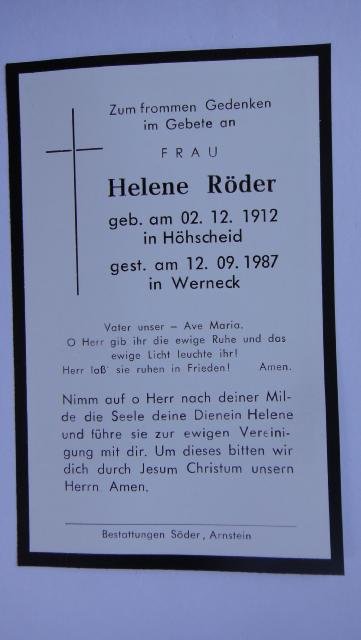 Zum frommen Gedenken
im Gebete an
FRAU
Helene Röder
geb. am 02. 12. 1912
in Höhscheid
gest. am 12. 09. 1987
in Werneck
Vater unser – Ave Maria.
O Herr gib ihr die ewige Ruhe und das
ewige Licht leuchte ihr!
Herr laß' sie ruhen in Frieden! Amen.
Nimm auf o Herr nach deiner Mil-
de die Seele deine Dienein Helene
und führe sie zur ewigen Vereini-
gung mit dir. Um dieses bitten wir
dich durch Jesum Christum unsern
Herrn. Amen.
Bestattungen Söder, Arnstein